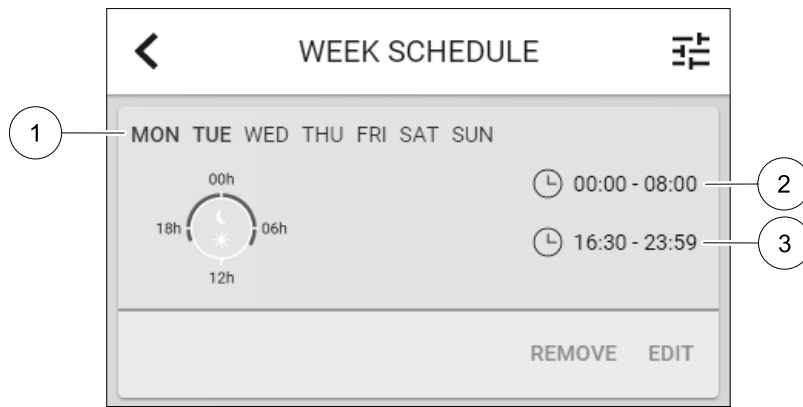 WEEK SCHEDULE
1
MON TUE WED THU FRI SAT SUN
00h
00:00 - 08:00
2
18h
06h
16:30 - 23:59
3
12h
REMOVE EDIT